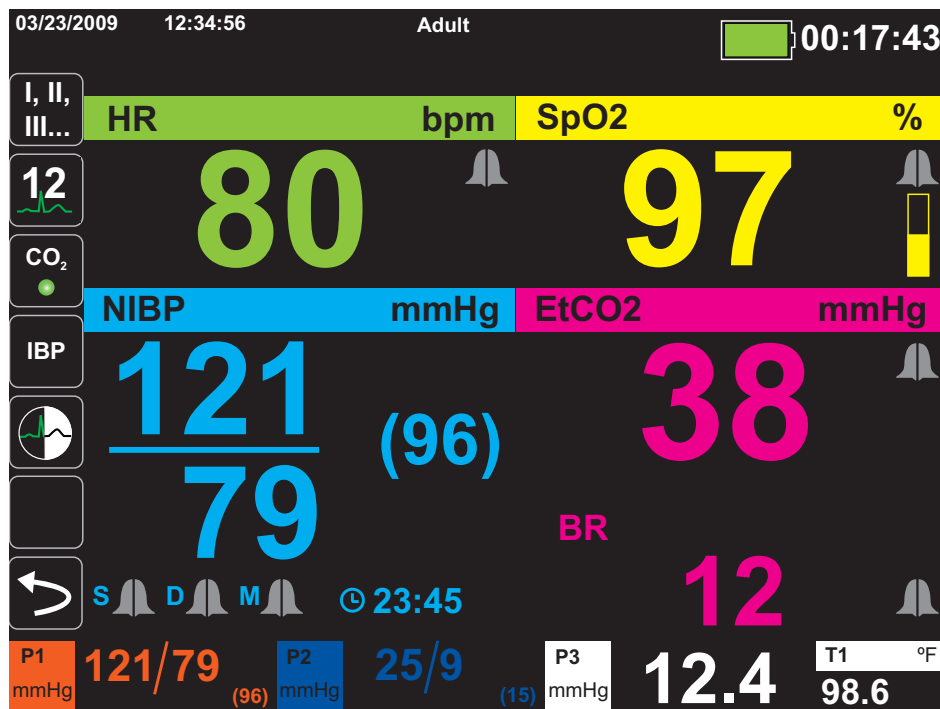 03/23/2009 12:34:56 Adult 00:17:43
I, II,
III...
HR bpm SpO2 %
12
80 97
CO₂
NIBP mmHg EtCO2 mmHg
IBP
121
79
(96)
38
BR
12
S D M 23:45
P1
mmHg
121/79
(96)
P2
mmHg
25/9
(15)
P3
mmHg
12.4
T1 ºF
98.6